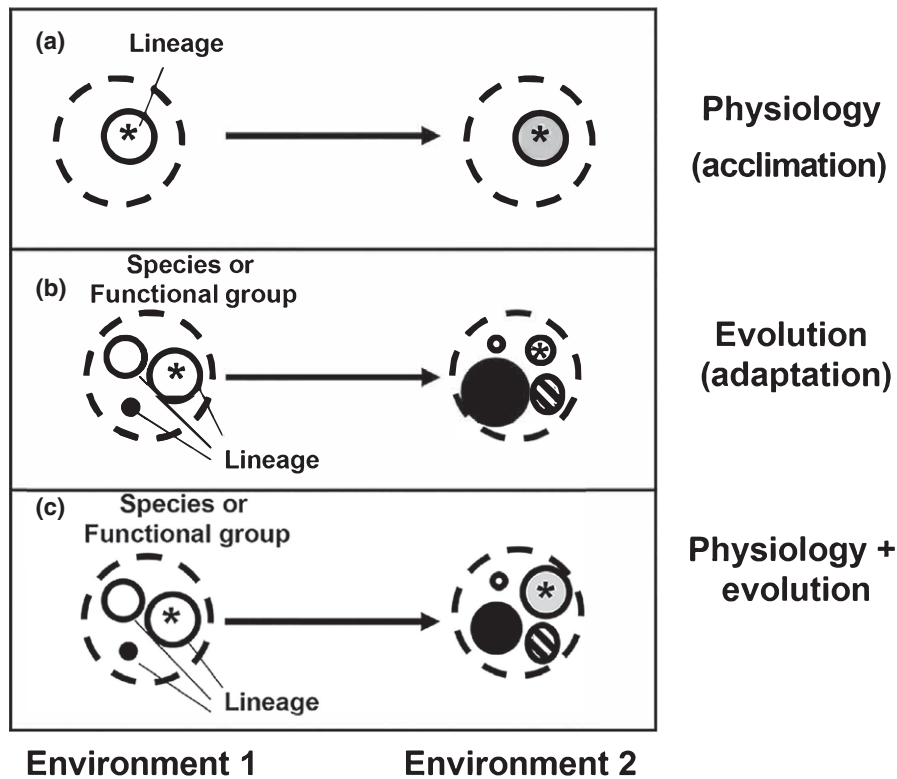 (a)
Lineage
*
*
Physiology
(acclimation)
(b)
Species or
Functional group
*
*
Lineage
Evolution
(adaptation)
(c)
Species or
Functional group
*
*
Lineage
Physiology +
evolution
Environment 1
Environment 2